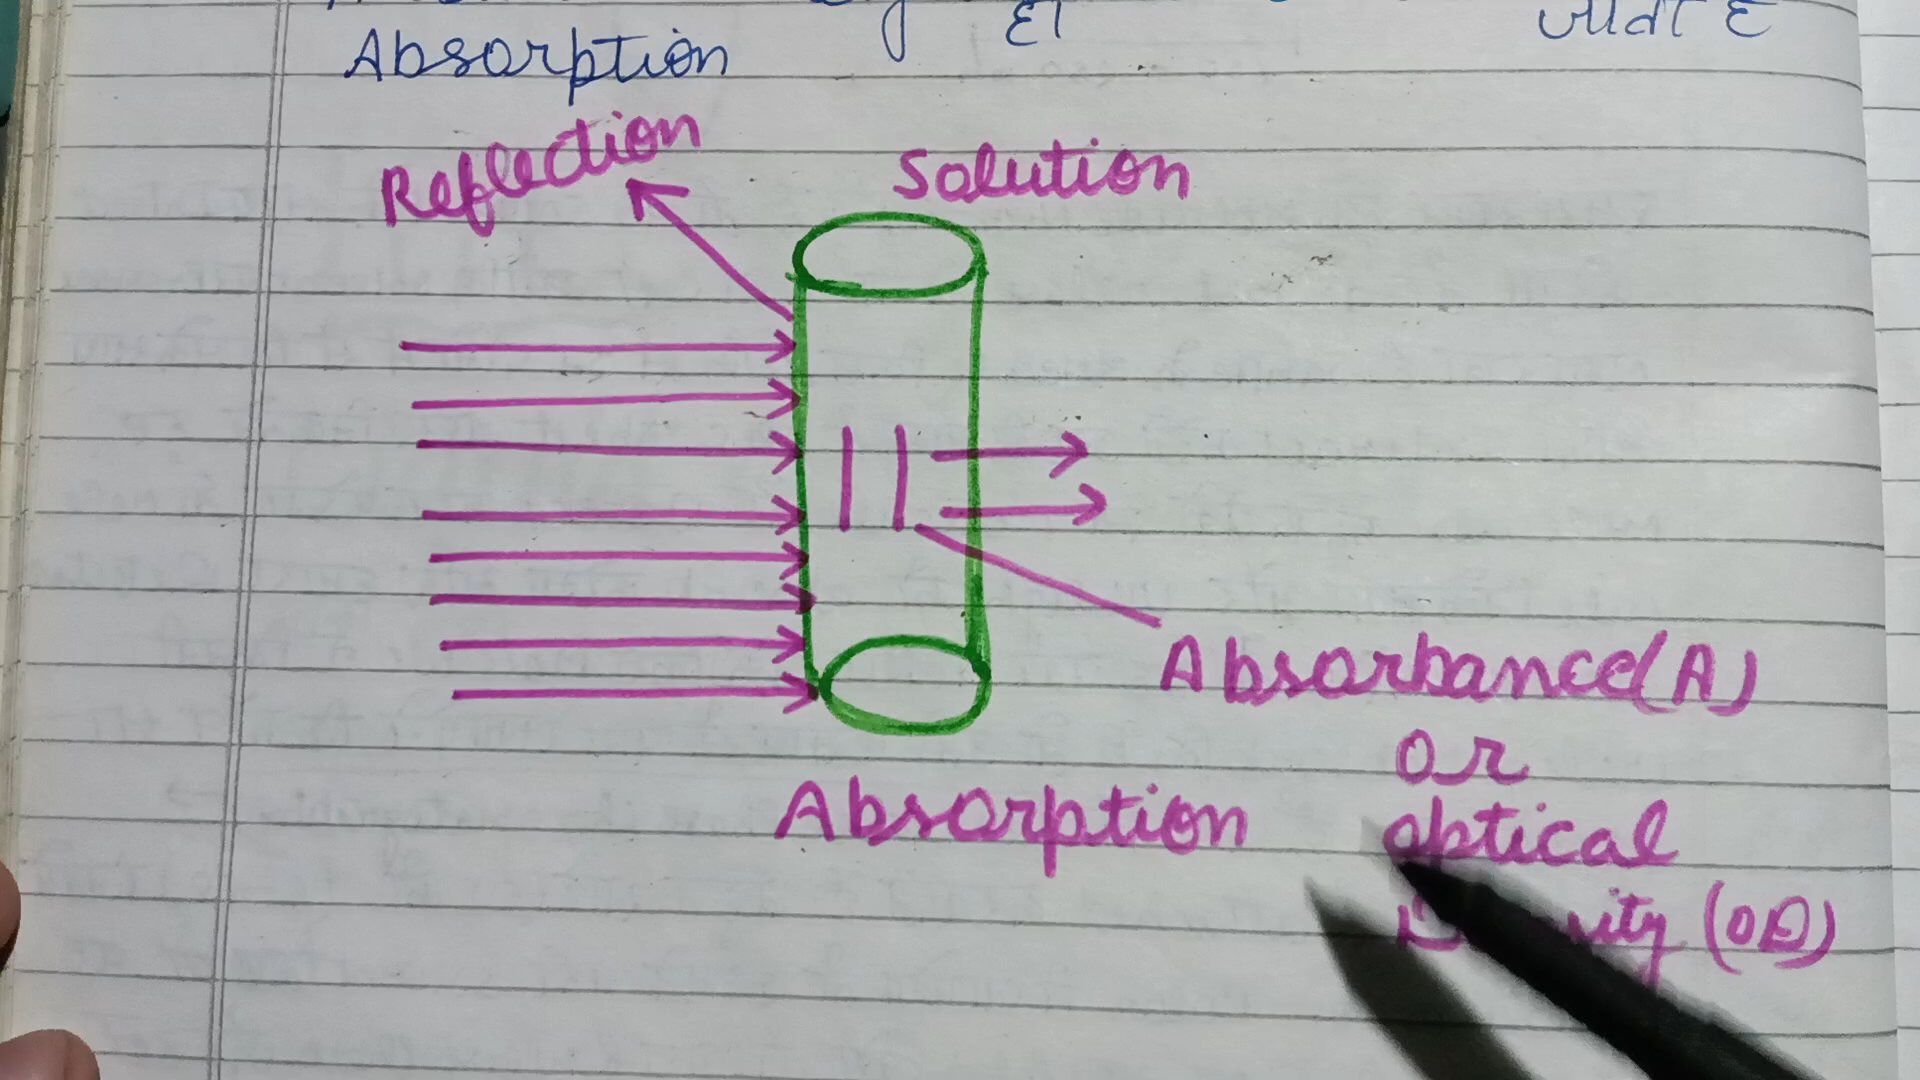 Absorption
Reflection
Solution
Absorbance(A)
or
Absorption
optical
(OD)